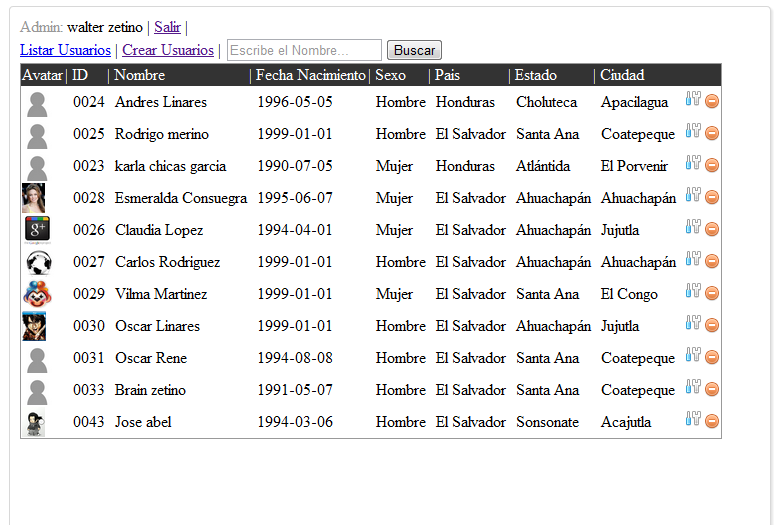 Admin: walter zetino | Salir |
Listar Usuarios | Crear Usuarios | Escribe el Nombre... Buscar
Avatar | ID | Nombre | Fecha Nacimiento | Sexo | Pais | Estado | Ciudad
0024 Andres Linares 1996-05-05 Hombre Honduras Choluteca Apacilagua
0025 Rodrigo merino 1999-01-01 Hombre El Salvador Santa Ana Coatepeque
0023 karla chicas garcia 1990-07-05 Mujer Honduras Atlántida El Porvenir
0028 Esmeralda Consuegra 1995-06-07 Mujer El Salvador Ahuachapán Ahuachapán
g+ 0026 Claudia Lopez 1994-04-01 Mujer El Salvador Ahuachapán Jujutla
0027 Carlos Rodriguez 1999-01-01 Hombre El Salvador Ahuachapán Ahuachapán
0029 Vilma Martinez 1999-01-01 Mujer El Salvador Santa Ana El Congo
0030 Oscar Linares 1999-01-01 Hombre El Salvador Ahuachapán Jujutla
0031 Oscar Rene 1994-08-08 Hombre El Salvador Santa Ana Coatepeque
0033 Brain zetino 1991-05-07 Hombre El Salvador Santa Ana Coatepeque
0043 Jose abel 1994-03-06 Hombre El Salvador Sonsonate Acajutla